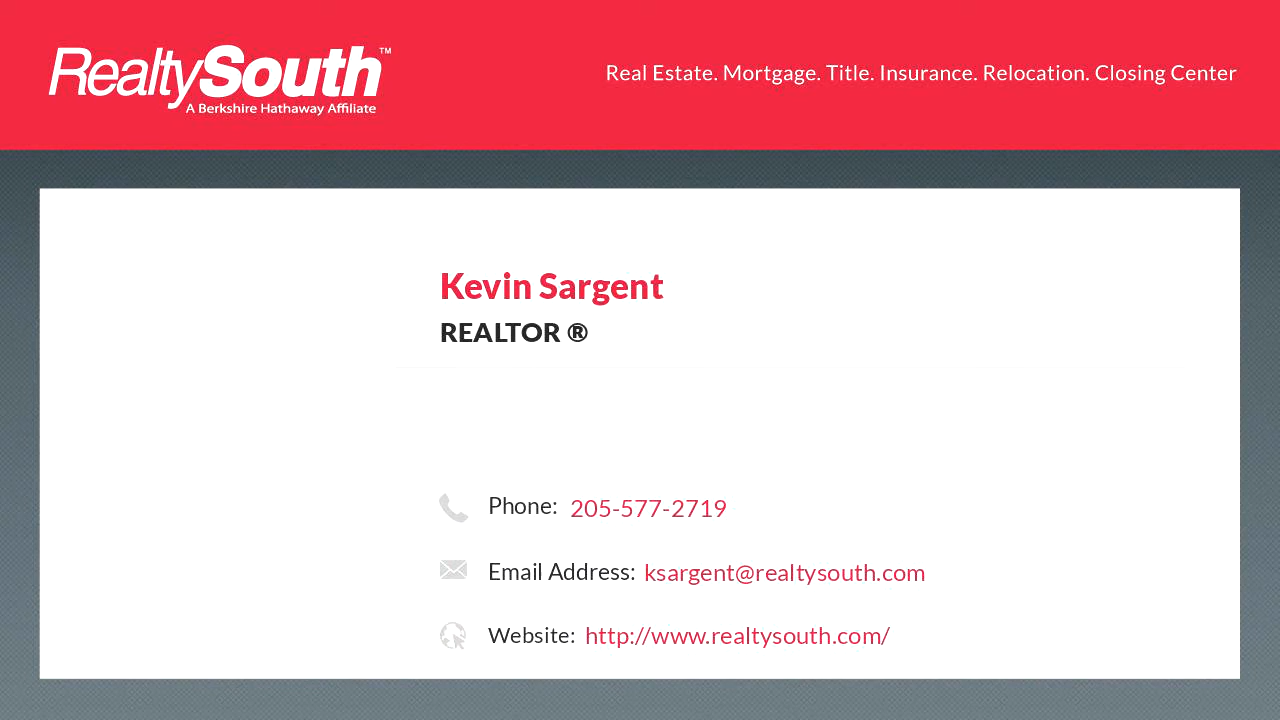 RealtySouth™
A Berkshire Hathaway Affiliate
Real Estate. Mortgage. Title. Insurance. Relocation. Closing Center
Kevin Sargent
REALTOR ®
Phone: 205-577-2719
Email Address: ksargent@realtysouth.com
Website: http://www.realtysouth.com/